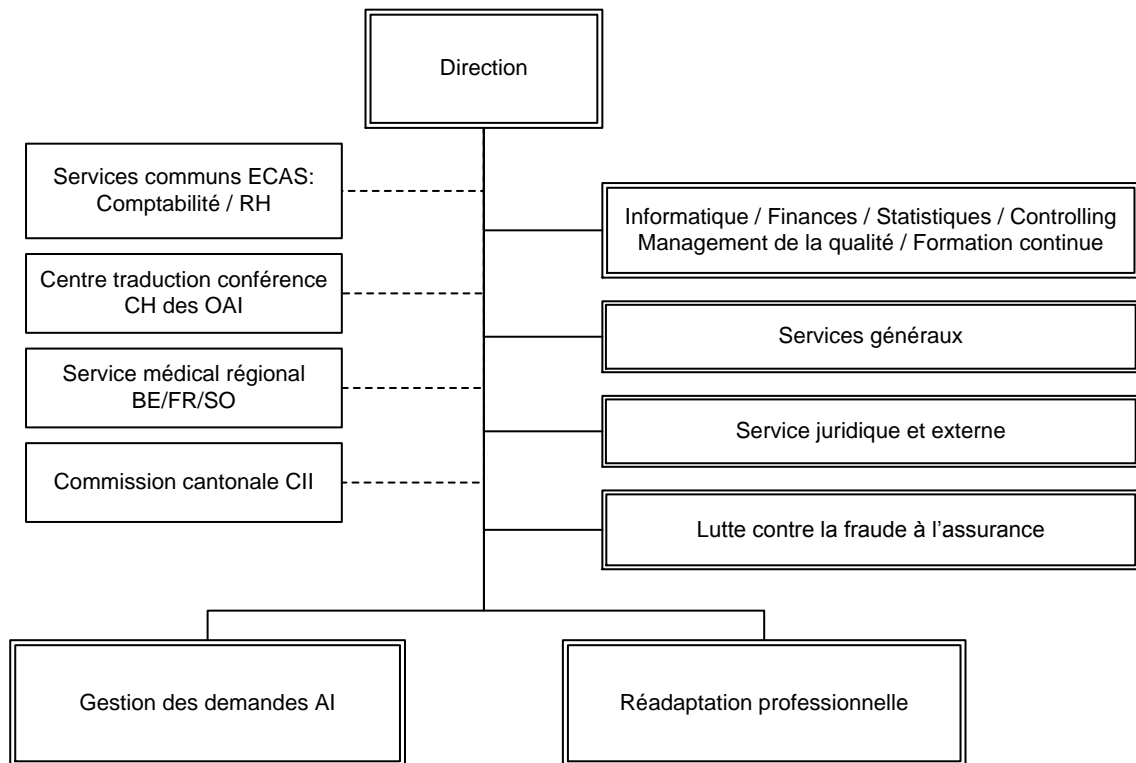 Direction
Services communs ECAS:
Comptabilité / RH
Informatique / Finances / Statistiques / Controlling
Management de la qualité / Formation continue
Centre traduction conférence
CH des OAI
Services généraux
Service médical régional
BE/FR/SO
Service juridique et externe
Commission cantonale CII
Lutte contre la fraude à l’assurance
Gestion des demandes AI
Réadaptation professionnelle